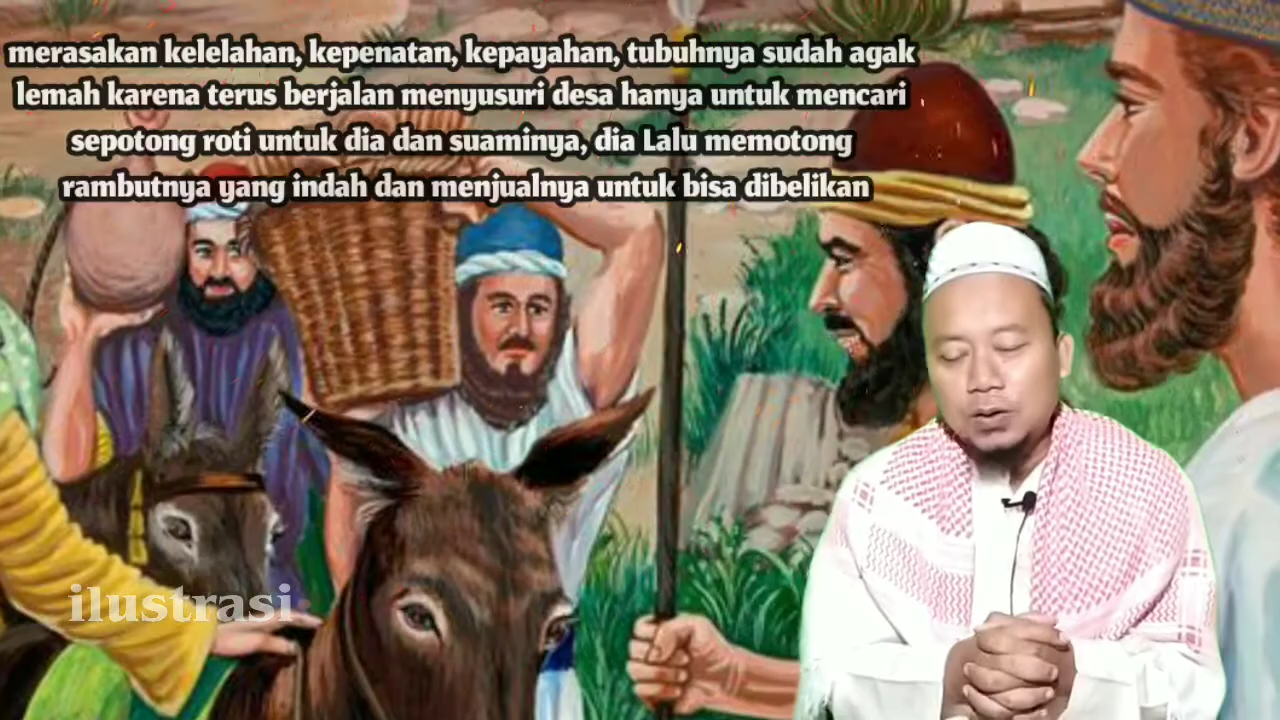 merasakan kelelahan, kepenatan, kepayahan, tubuhnya sudah agak
lemah karena terus berjalan menyusuri desa hanya untuk mencari
sepotong roti untuk dia dan suaminya, dia Lalu memotong
rambutnya yang indah dan menjualnya untuk bisa dibelikan
ilustrasi